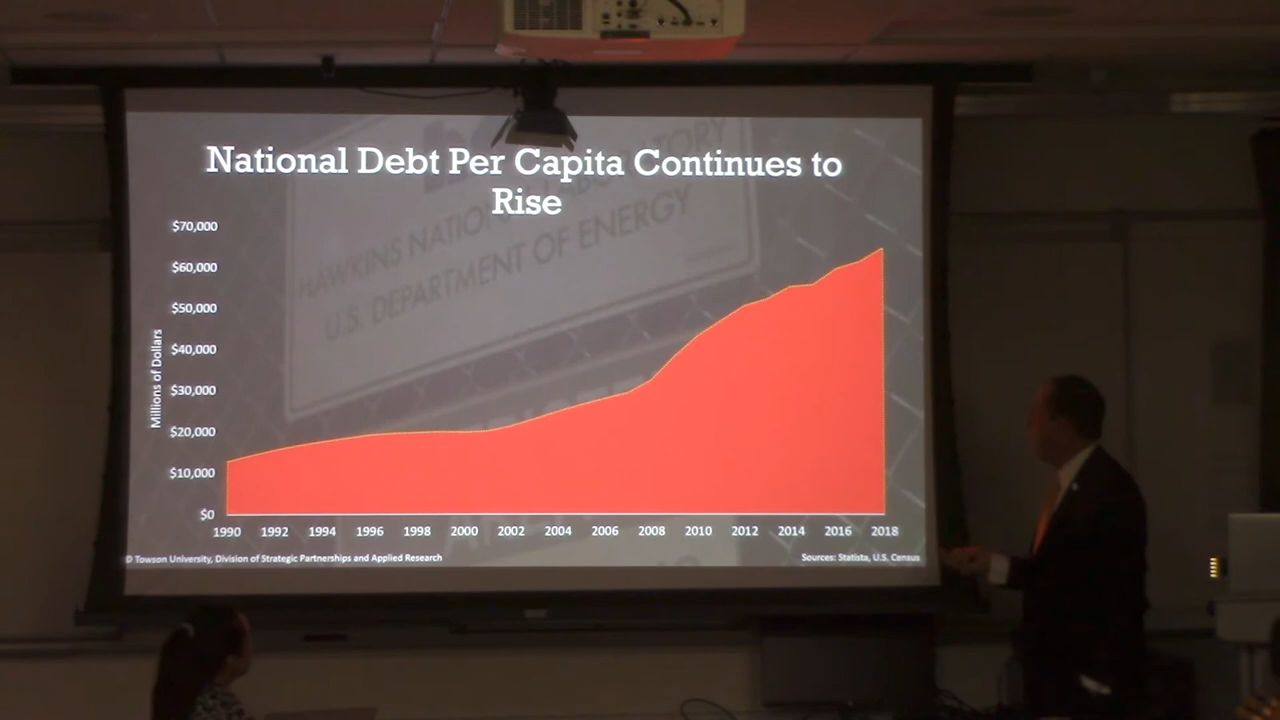 National Debt Per Capita Continues to
Rise
HAWKINS NATIONAL LABORATORY
U.S. DEPARTMENT OF ENERGY
Millions of Dollars
$70,000
$60,000
$50,000
$40,000
$30,000
$20,000
$10,000
$0
1990 1992 1994 1996 1998 2000 2002 2004 2006 2008 2010 2012 2014 2016 2018
© Towson University, Division of Strategic Partnerships and Applied Research
Sources: Statista, U.S. Census